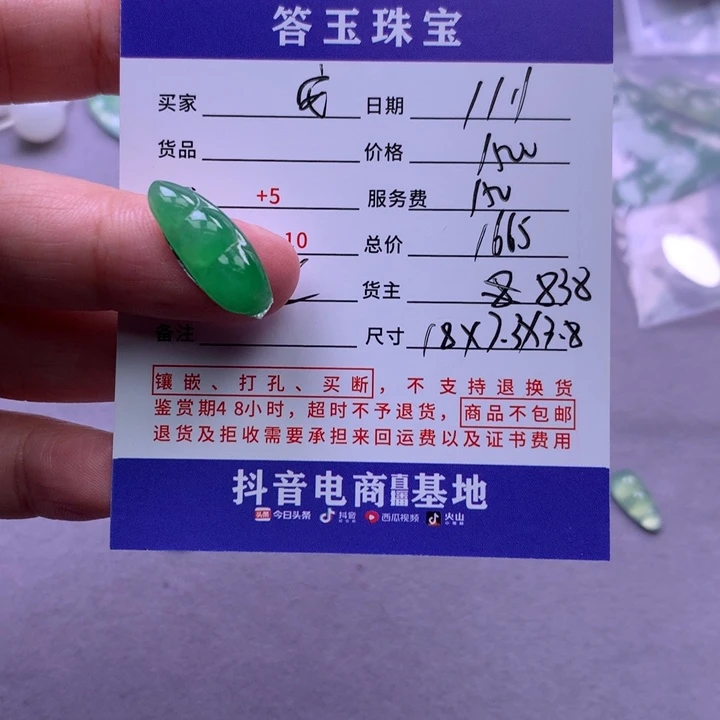 答玉珠宝
买家 日期 11.1
货品 价格 1500
+5 服务费 150
10 总价 1665
货主 8 838
备注 尺寸 18X7.3X3.8
镶嵌、打孔、买断，不支持退换货
鉴赏期48小时，超时不予退货，商品不包邮
退货及拒收需要承担来回运费以及证书费用
抖音电商直播基地
头条 今日头条 抖音 西瓜视频 火山